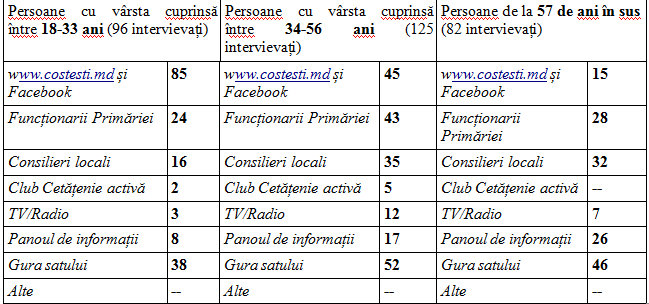 Persoane cu vârsta cuprinsă Persoane cu vârsta cuprinsă Persoane de la 57 de ani în sus
între 18-33 ani (96 intervievați) între 34-56 ani (125 (82 intervievați)
intervievați)
www.costesti.md și 85 www.costesti.md și 45 www.costesti.md și 15
Facebook Facebook Facebook
Funcționarii Primăriei 24 Funcționarii Primăriei 43 Funcționarii 28
Primăriei
Consilieri locali 16 Consilieri locali 35 Consilieri locali 32
Club Cetățenie activă 2 Club Cetățenie activă 5 Club Cetățenie activă --
TV/Radio 3 TV/Radio 12 TV/Radio 7
Panoul de informații 8 Panoul de informații 17 Panoul de informații 26
Gura satului 38 Gura satului 52 Gura satului 46
Alte -- Alte -- Alte --